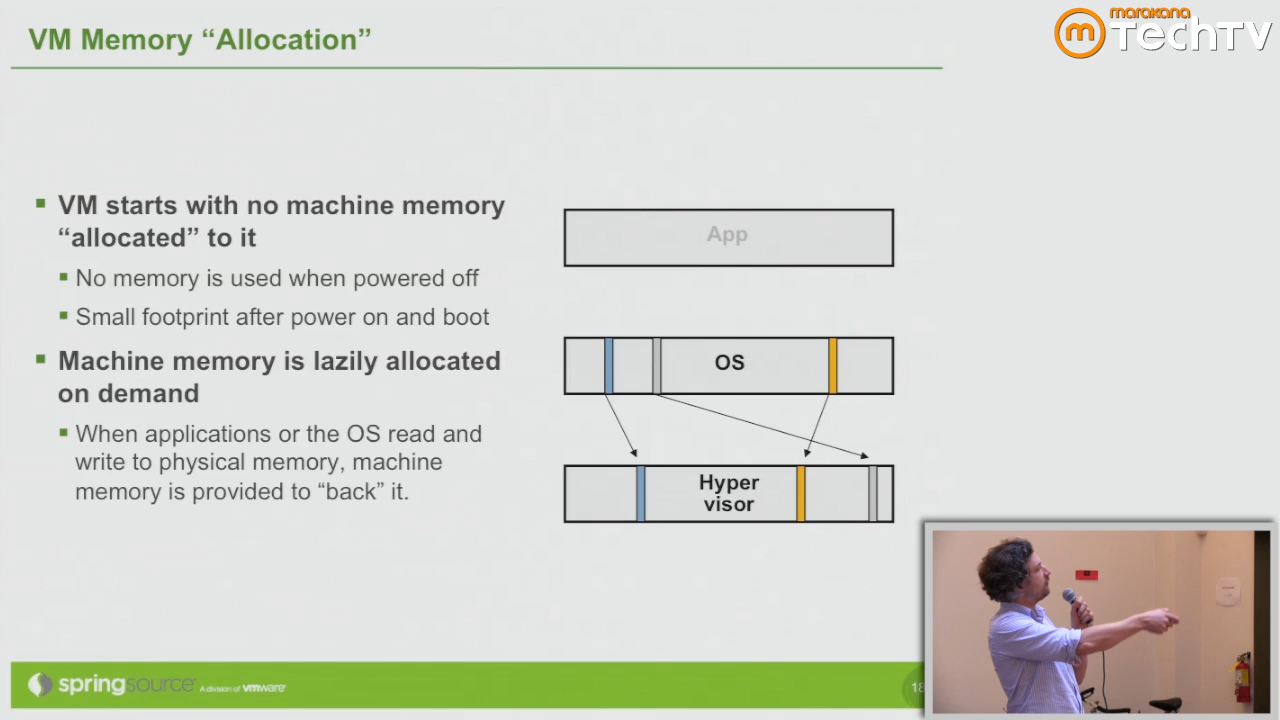 VM Memory “Allocation”
marakana
m TechTV
VM starts with no machine memory
“allocated” to it
No memory is used when powered off
Small footprint after power on and boot
Machine memory is lazily allocated
on demand
When applications or the OS read and
write to physical memory, machine
memory is provided to “back” it.
App
OS
Hyper
visor
springsource A division of vmware
18